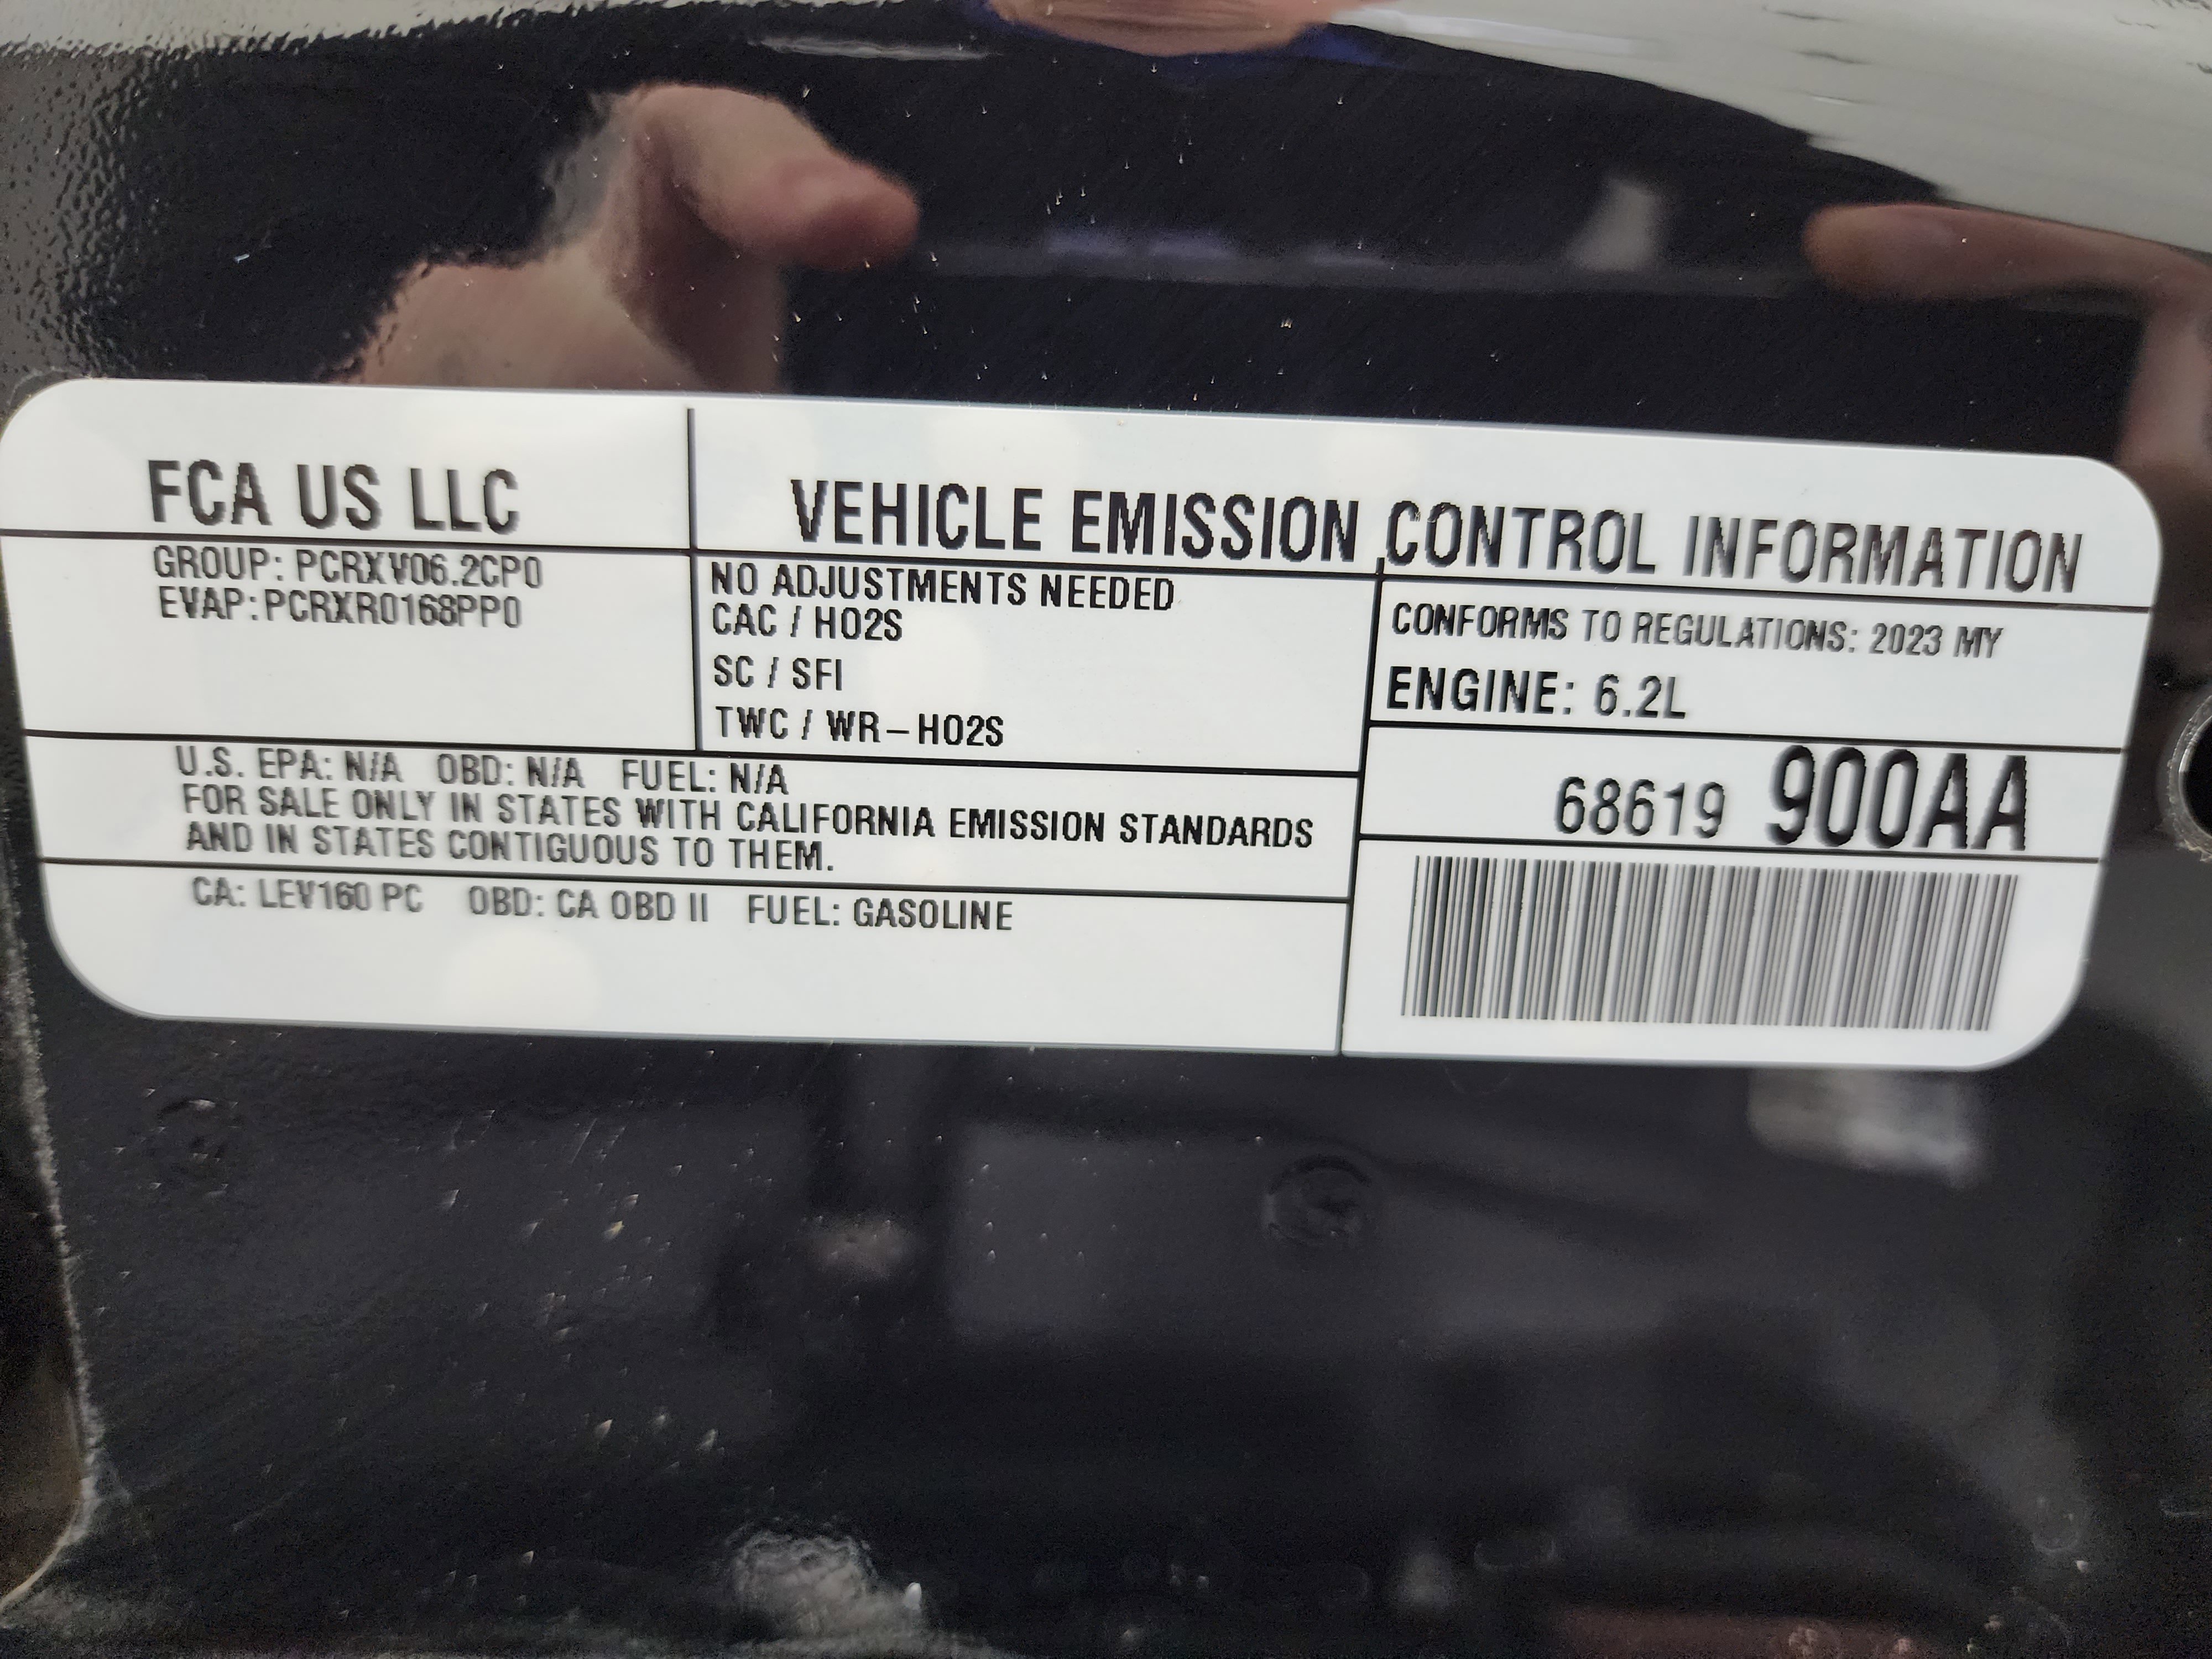 FCA US LLC
VEHICLE EMISSION CONTROL INFORMATION
GROUP: PCRXV06.2CP0
EVAP:PCRXR0168PP0
NO ADJUSTMENTS NEEDED
CAC / HO2S
SC / SFI
TWC / WR-HO2S
CONFORMS TO REGULATIONS: 2023 MY
ENGINE: 6.2L
68619 900AA
U.S. EPA: N/A OBD: N/A FUEL: N/A
FOR SALE ONLY IN STATES WITH CALIFORNIA EMISSION STANDARDS
AND IN STATES CONTIGUOUS TO THEM.
CA: LEV160 PC OBD: CA OBD II FUEL: GASOLINE